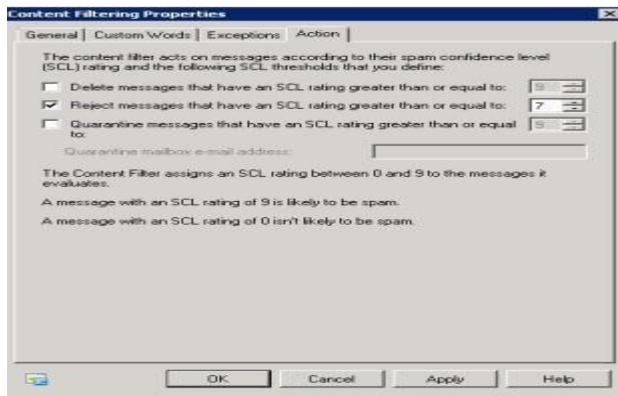 Content Filtering Properties
General Custom Words Exceptions Action
The content filter acts on messages according to their spam confidence level
(SCL) rating and the following SCL thresholds that you define:
Delete messages that have an SCL rating greater than or equal to: 9
Reject messages that have an SCL rating greater than or equal to: 7
Quarantine messages that have an SCL rating greater than or equal 9
to:
Quarantine mailbox e-mail address:
The Content Filter assigns an SCL rating between 0 and 9 to the messages it
evaluates.
A message with an SCL rating of 9 is likely to be spam.
A message with an SCL rating of 0 isn't likely to be spam.
OK Cancel Apply Help